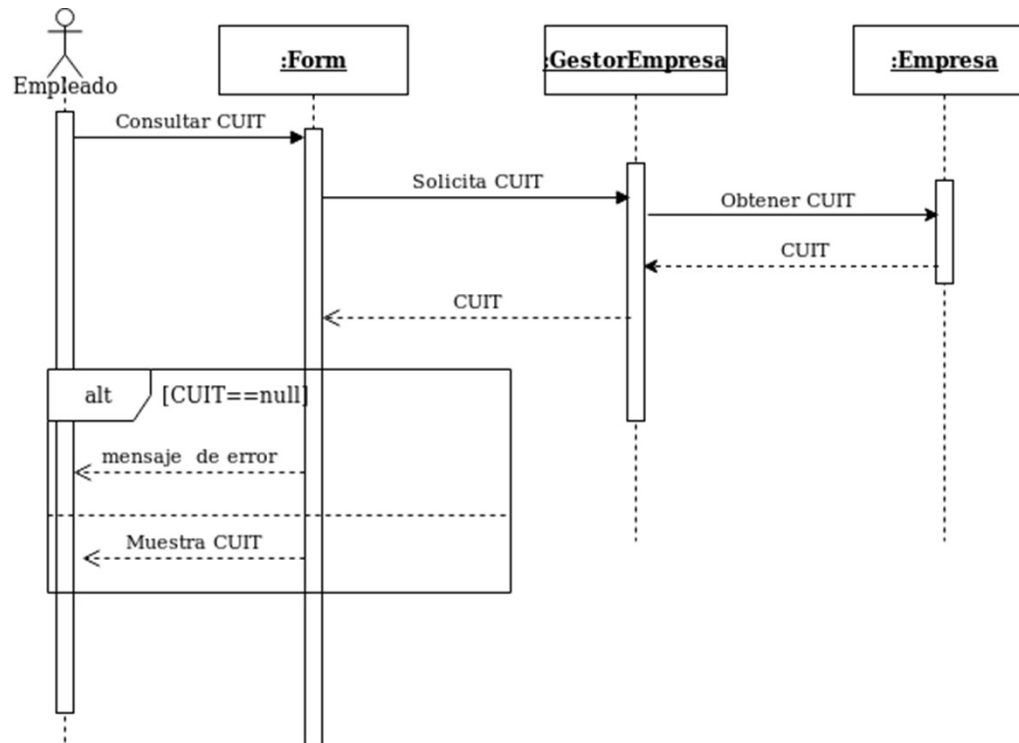 Empleado
:Form
:GestorEmpresa
:Empresa
Consultar CUIT
Solicita CUIT
Obtener CUIT
CUIT
CUIT
alt [CUIT==null]
mensaje de error
Muestra CUIT